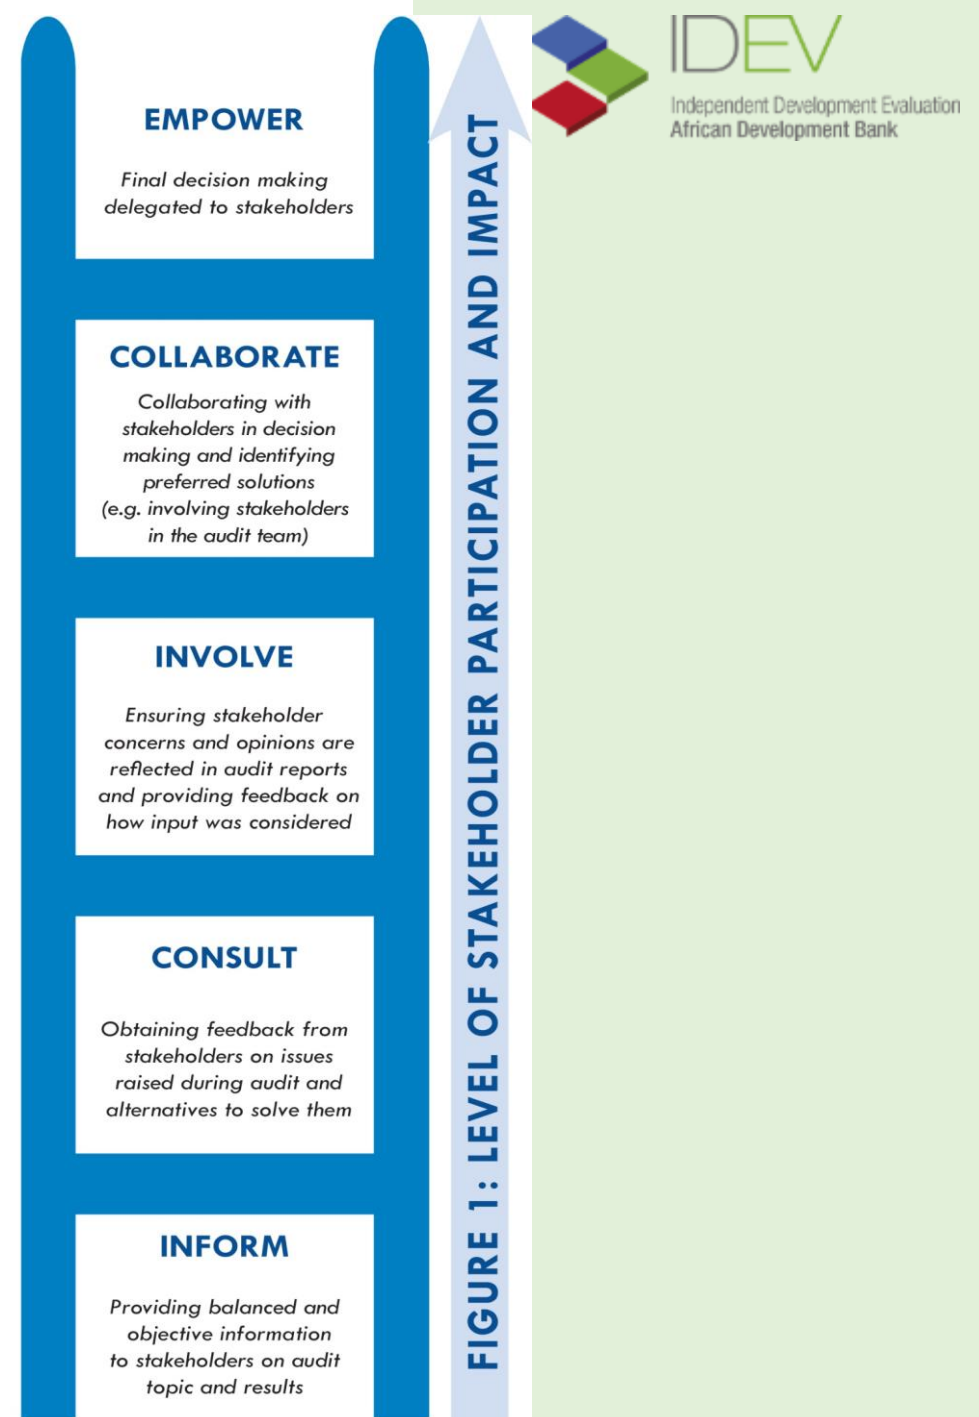 EMPOWER
Final decision making
delegated to stakeholders
COLLABORATE
Collaborating with
stakeholders in decision
making and identifying
preferred solutions
(e.g. involving stakeholders
in the audit team)
INVOLVE
Ensuring stakeholder
concerns and opinions are
reflected in audit reports
and providing feedback on
how input was considered
CONSULT
Obtaining feedback from
stakeholders on issues
raised during audit and
alternatives to solve them
INFORM
Providing balanced and
objective information
to stakeholders on audit
topic and results
FIGURE 1: LEVEL OF STAKEHOLDER PARTICIPATION AND IMPACT
IDEV
Independent Development Evaluation
African Development Bank